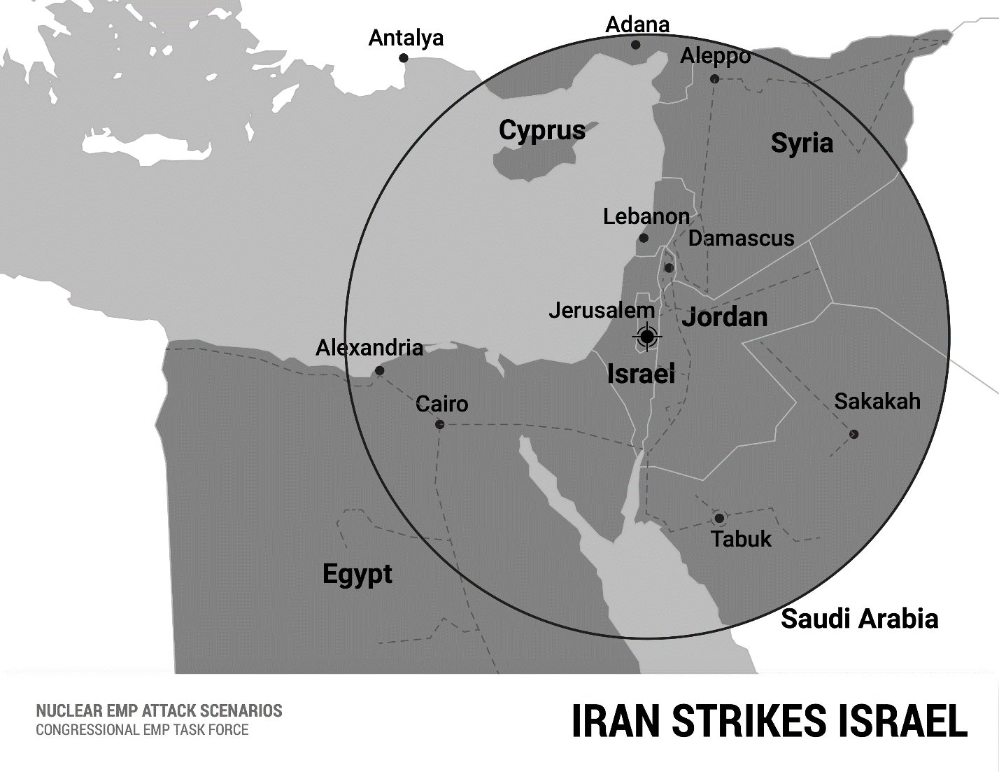 Adana
Antalya
Aleppo
Cyprus
Syria
Lebanon
Damascus
Jerusalem
Jordan
Alexandria
Israel
Cairo
Sakakah
Tabuk
Egypt
Saudi Arabia
NUCLEAR EMP ATTACK SCENARIOS
CONGRESSIONAL EMP TASK FORCE
IRAN STRIKES ISRAEL